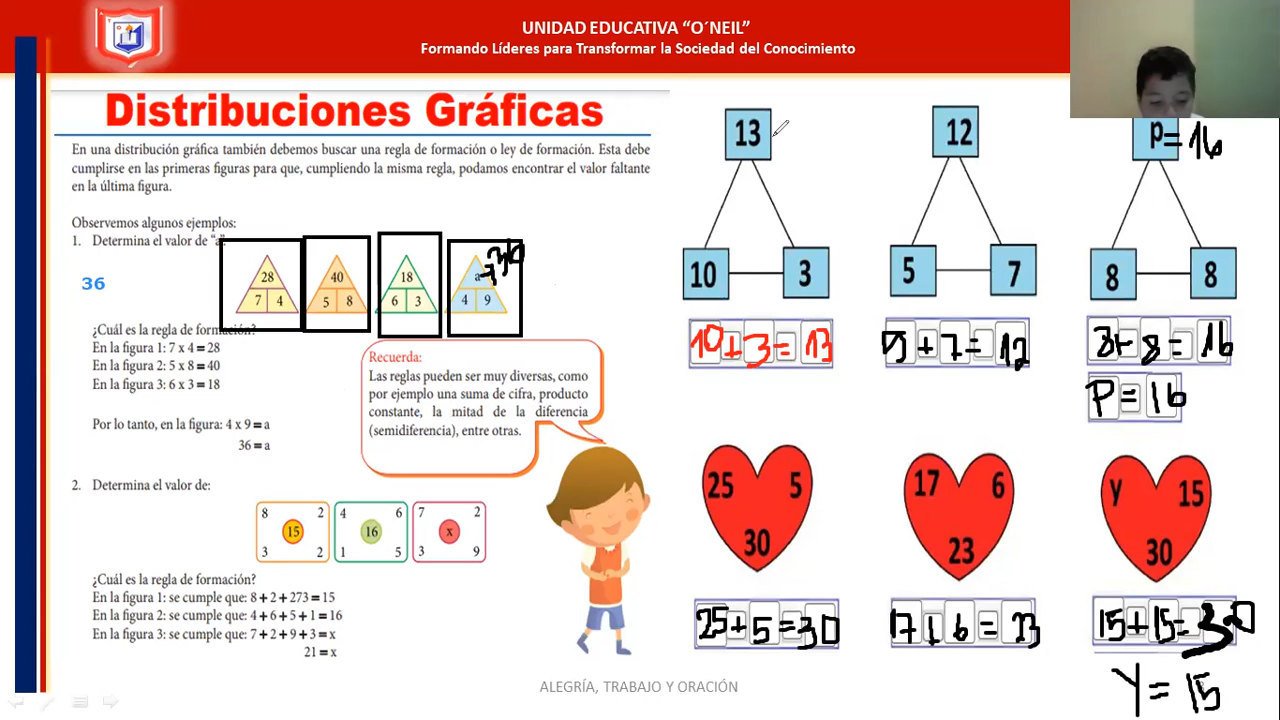 UNIDAD EDUCATIVA “O´NEIL”
Formando Líderes para Transformar la Sociedad del Conocimiento
Distribuciones Gráficas
En una distribución gráfica también debemos buscar una regla de formación o ley de formación. Esta debe
cumplirse en las primeras figuras para que, cumpliendo la misma regla, podamos encontrar el valor faltante
en la última figura.
Observemos algunos ejemplos:
1. Determina el valor de “a”.
36
28
7 4
40
5 8
18
6 3
a
4 9
¿Cuál es la regla de formación?
En la figura 1: 7 x 4 = 28
En la figura 2: 5 x 8 = 40
En la figura 3: 6 x 3 = 18
Por lo tanto, en la figura: 4 x 9 = a
36 = a
Recuerda:
Las reglas pueden ser muy diversas, como
por ejemplo una suma de cifra, producto
constante, la mitad de la diferencia
(semidiferencia), entre otras.
2. Determina el valor de:
8 2
15
3 2
4 6
16
1 5
7 2
x
3 9
¿Cuál es la regla de formación?
En la figura 1: se cumple que: 8 + 2 + 273 = 15
En la figura 2: se cumple que: 4 + 6 + 5 + 1 = 16
En la figura 3: se cumple que: 7 + 2 + 9 + 3 = x
21 = x
13
10 3
10 + 3 = 13
12
5 7
5 + 7 = 12
P = 16
8 8
8 + 8 = 16
P = 16
25 5
30
25 + 5 = 30
17 6
23
17 + 6 = 23
y 15
30
15 + 15 = 30
Y = 15
ALEGRÍA, TRABAJO Y ORACIÓN